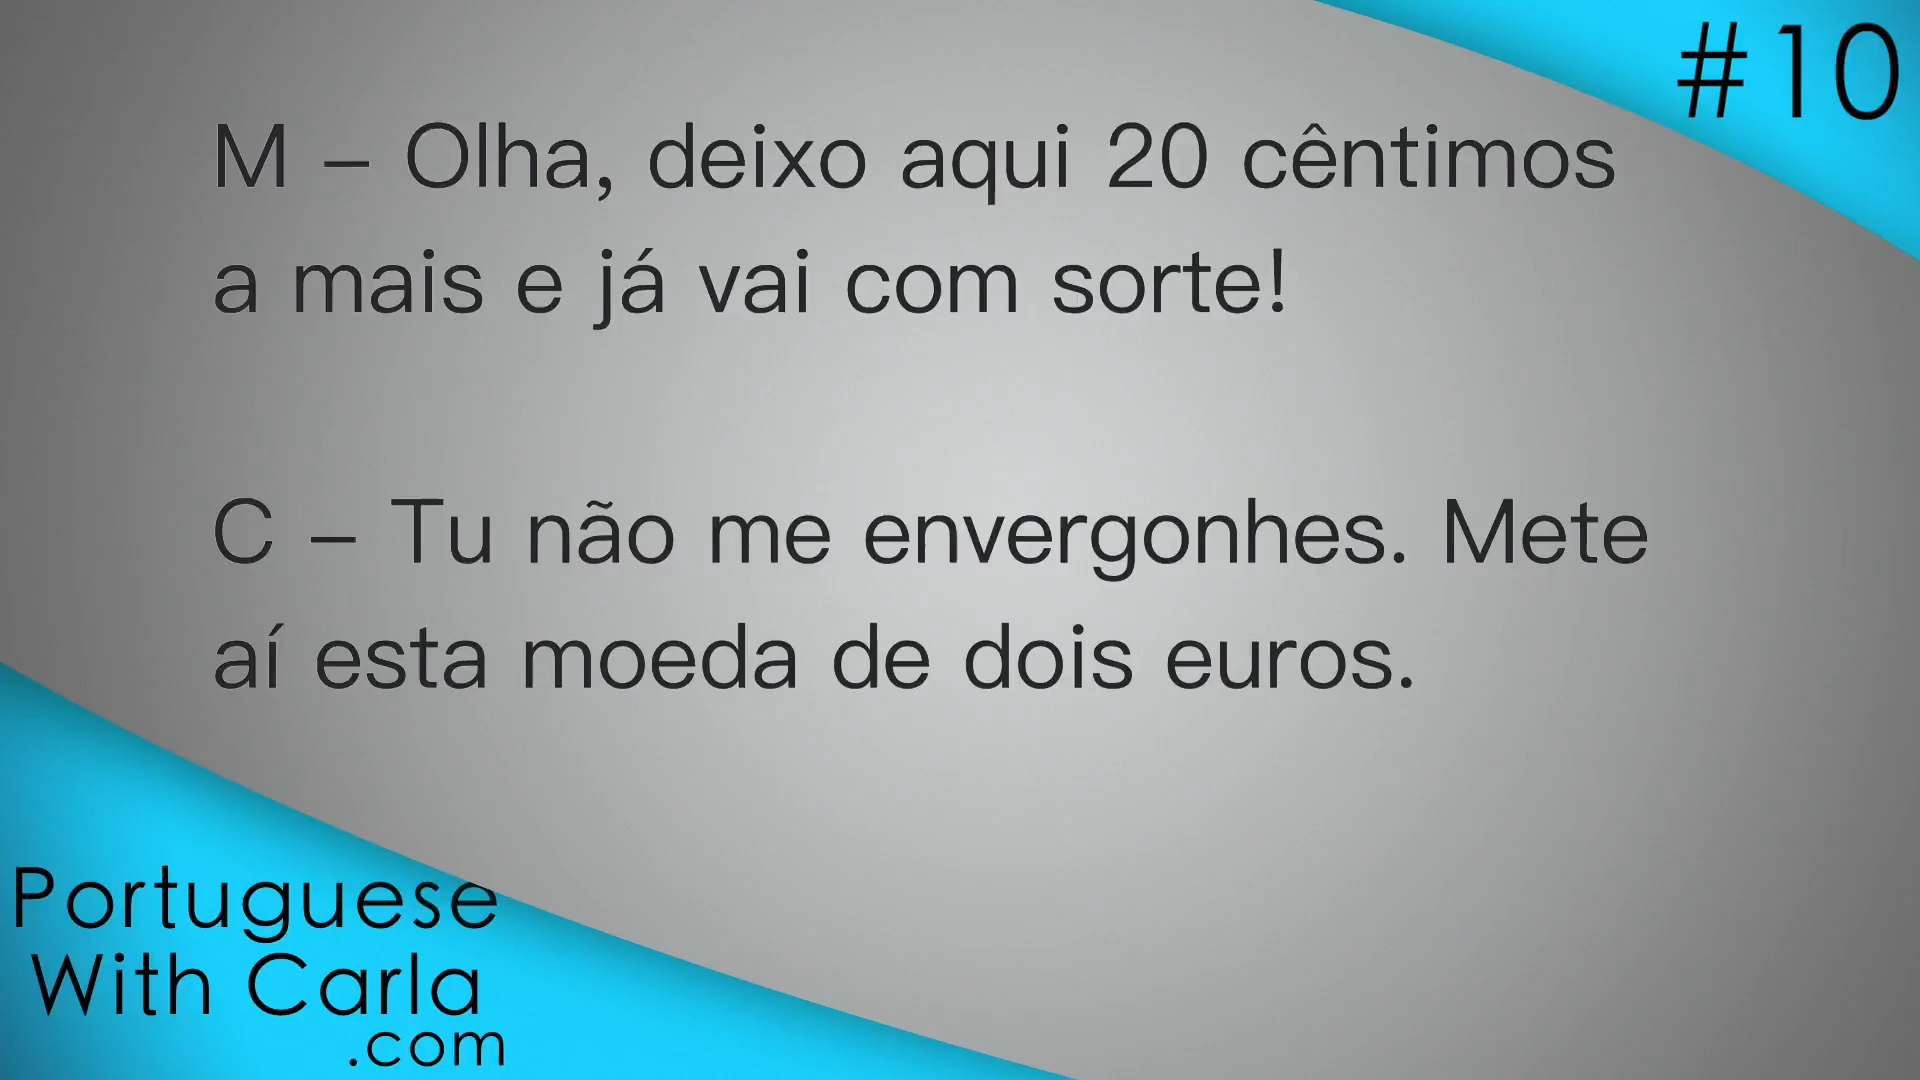 #10
M – Olha, deixo aqui 20 cêntimos
a mais e já vai com sorte!
C – Tu não me envergonhes. Mete
aí esta moeda de dois euros.
Portuguese
With Carla
.com